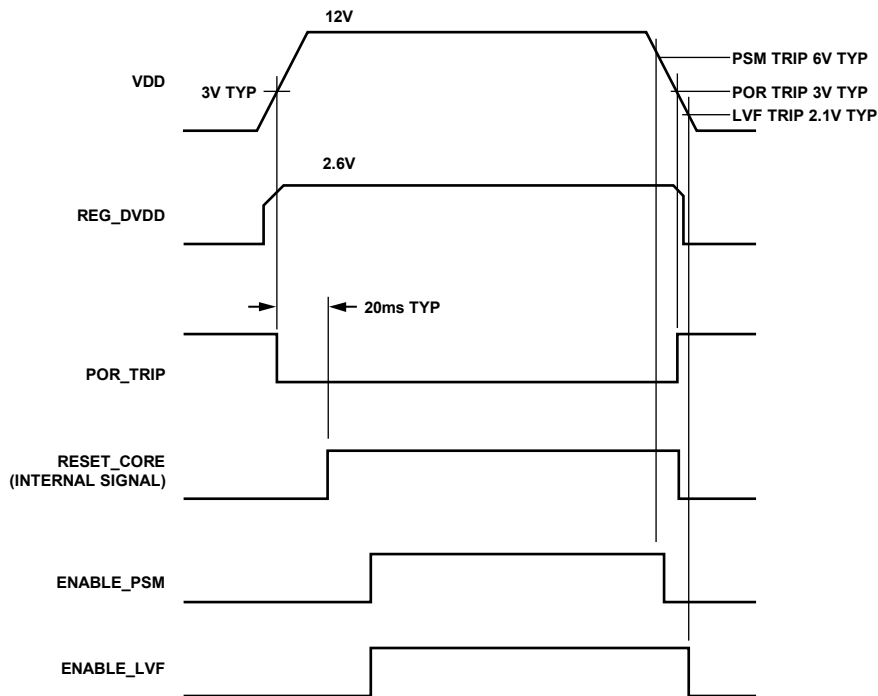 12V
VDD
3V TYP
PSM TRIP 6V TYP
POR TRIP 3V TYP
LVF TRIP 2.1V TYP
2.6V
REG_DVDD
20ms TYP
POR_TRIP
RESET_CORE
(INTERNAL SIGNAL)
ENABLE_PSM
ENABLE_LVF